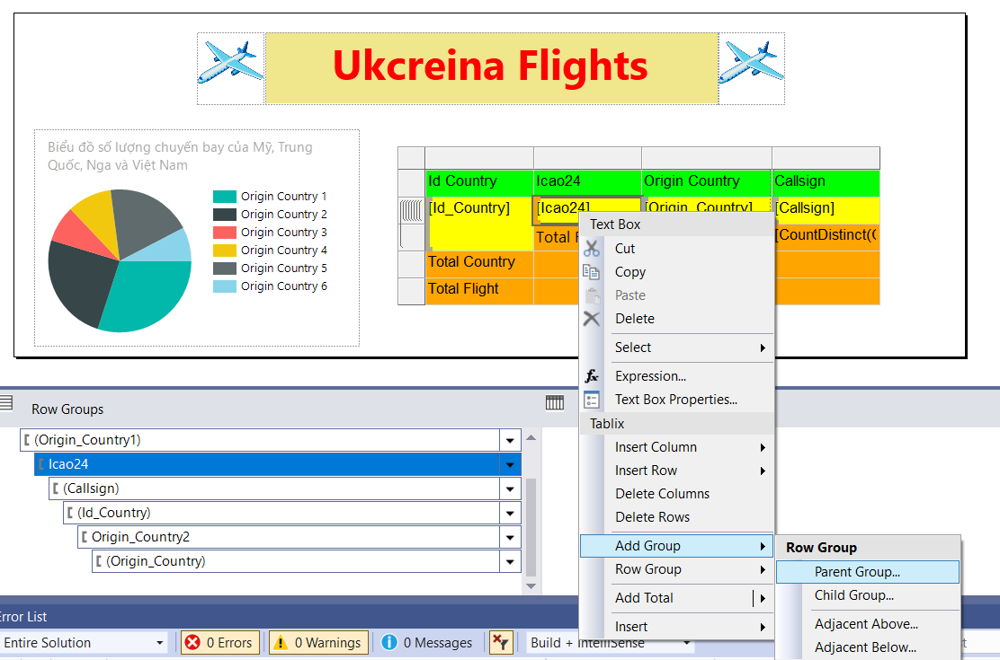 Ukcreina Flights
Biểu đồ số lượng chuyến bay của Mỹ, Trung
Quốc, Nga và Việt Nam
Origin Country 1
Origin Country 2
Origin Country 3
Origin Country 4
Origin Country 5
Origin Country 6
Id Country Icao24 Origin Country Callsign
[Id_Country] [Icao24] [Origin_Country] [Callsign]
Total [CountDistinct(
Total Country
Total Flight
Text Box
Cut
Copy
Paste
Delete
Select
fx Expression...
Text Box Properties...
Tablix
Insert Column
Insert Row
Delete Columns
Delete Rows
Add Group
Row Group
Add Total
Insert
Row Group
Parent Group...
Child Group...
Adjacent Above...
Adjacent Below...
Row Groups
[ (Origin_Country1)
[ Icao24
[ (Callsign)
[ (Id_Country)
[ Origin_Country2
[ (Origin_Country)
Error List
Entire Solution 0 Errors 0 Warnings 0 Messages Build + IntelliSense